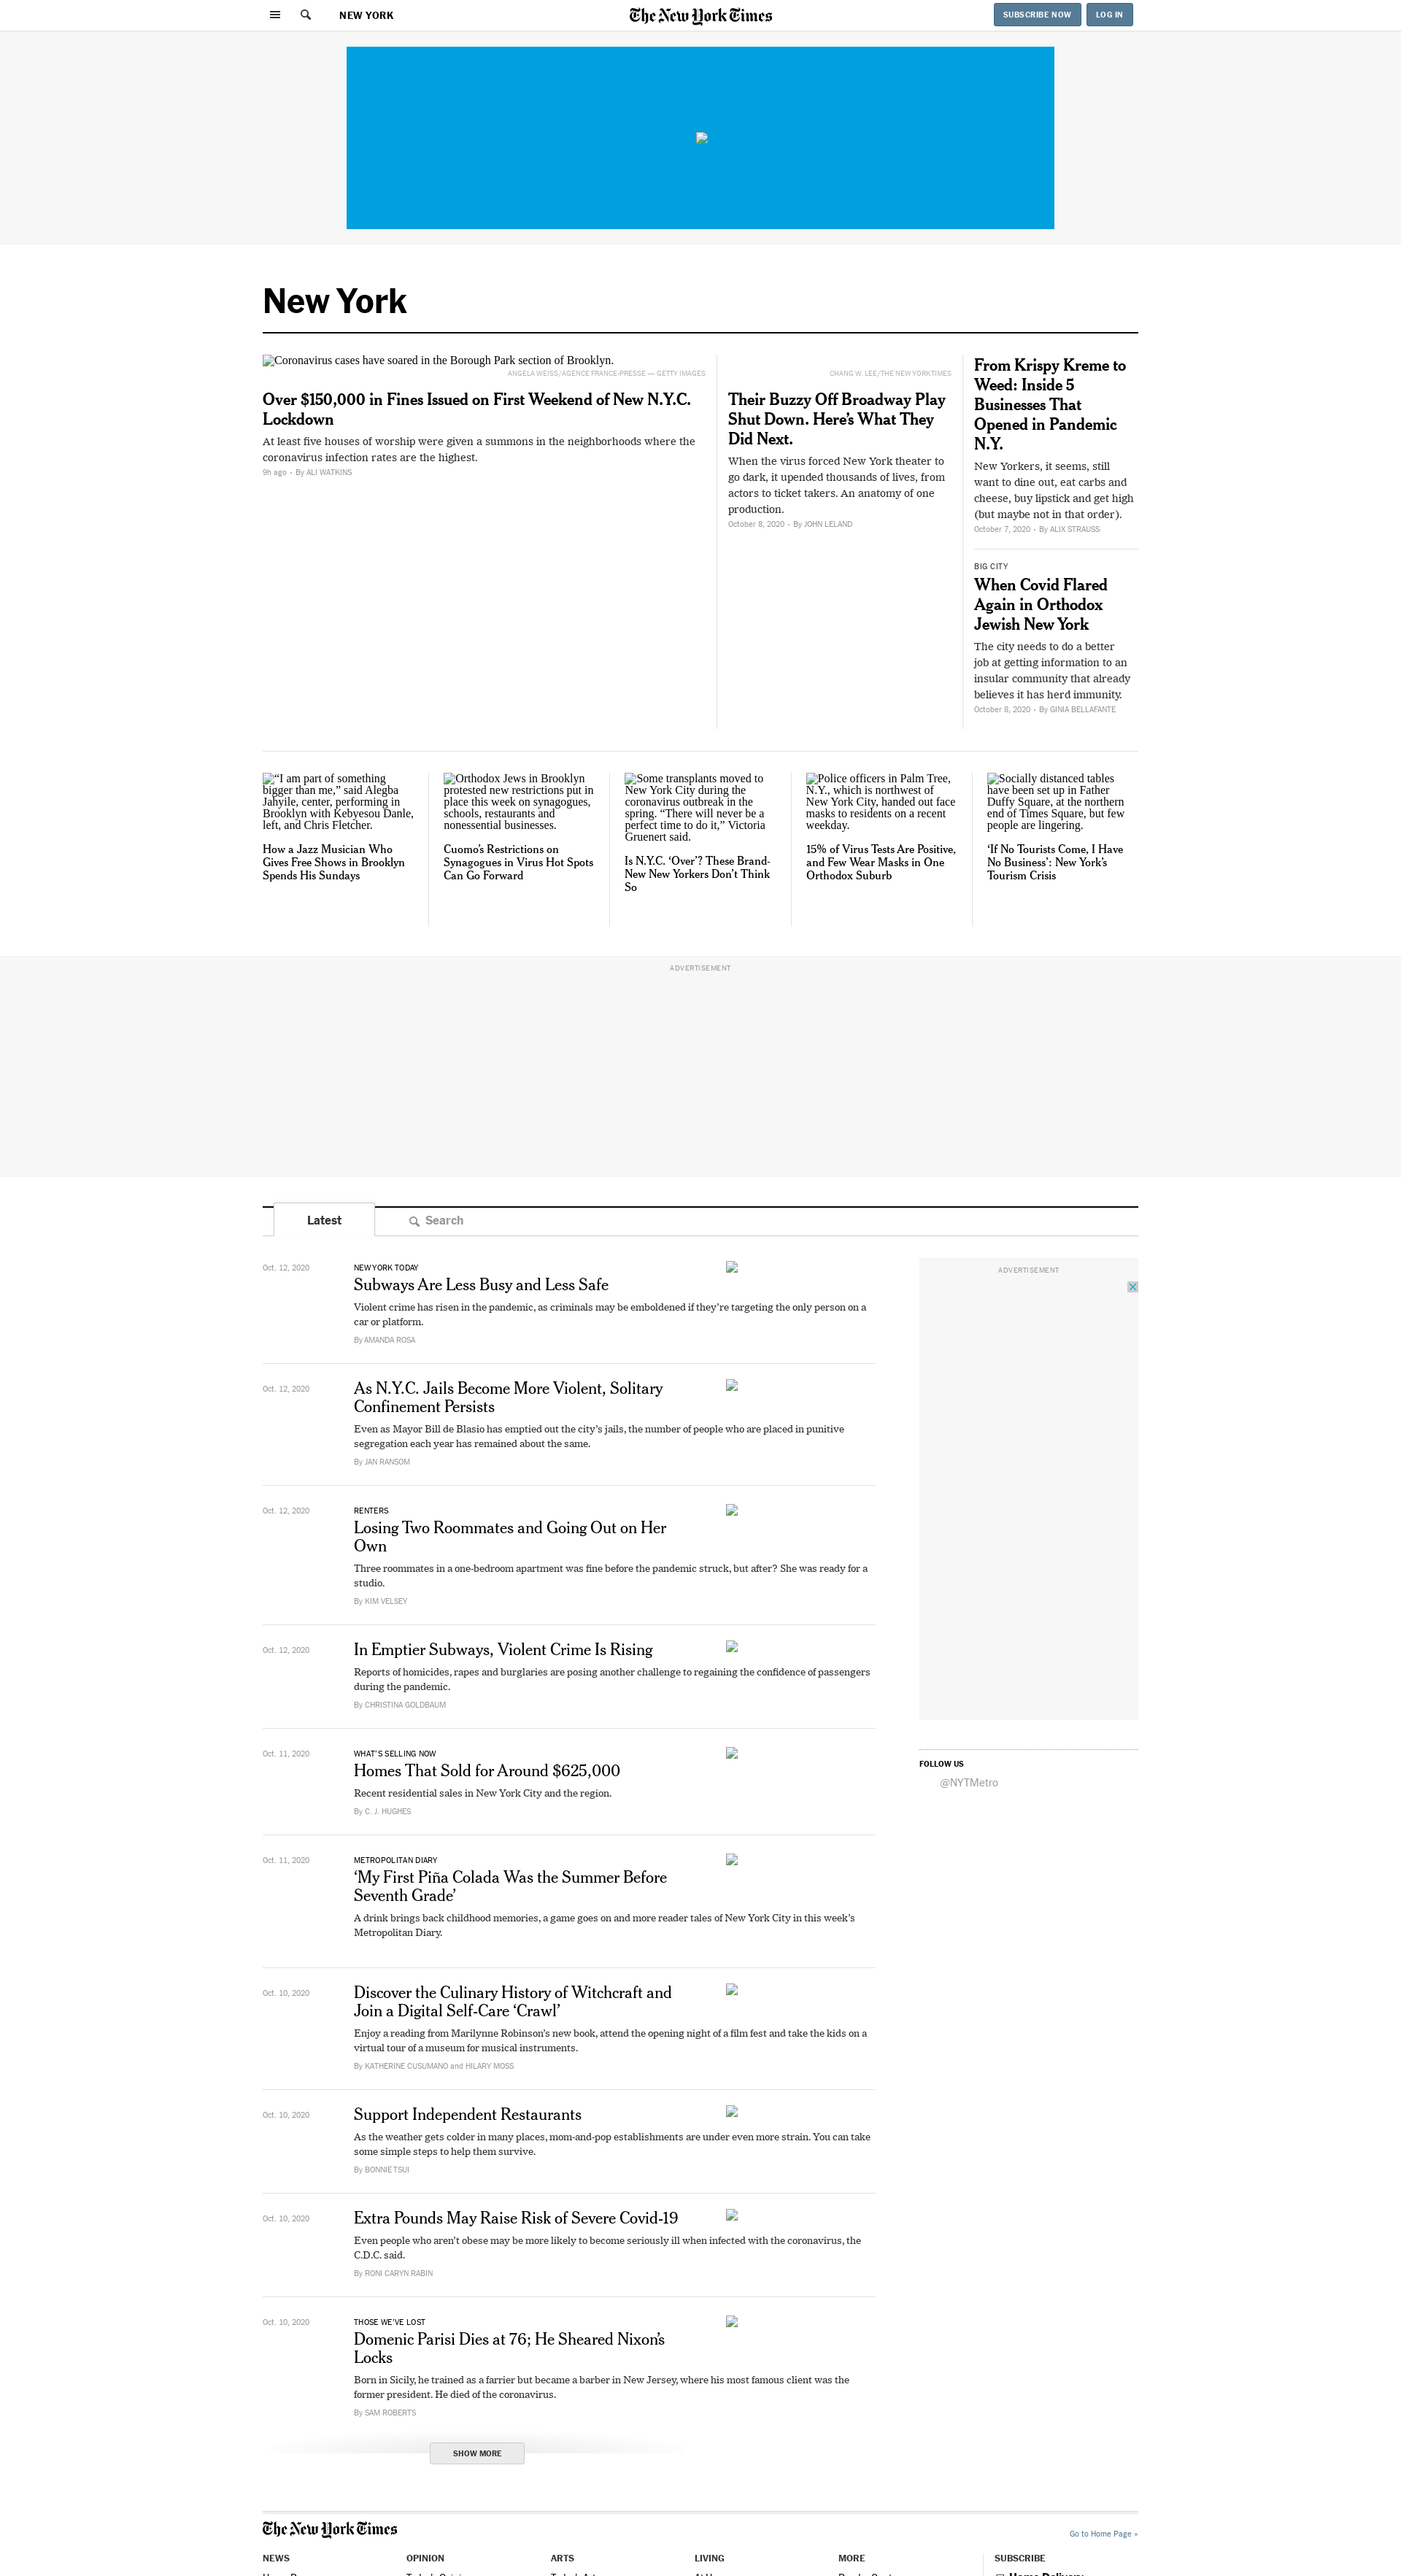 NEW YORK
The New York Times
SUBSCRIBE NOW
LOG IN
New York
Coronavirus cases have soared in the Borough Park section of Brooklyn.
ANGELA WEISS/AGENCE FRANCE-PRESSE — GETTY IMAGES
Over $150,000 in Fines Issued on First Weekend of New N.Y.C.
Lockdown
At least five houses of worship were given a summons in the neighborhoods where the
coronavirus infection rates are the highest.
9h ago • By ALI WATKINS
CHANG W. LEE/THE NEW YORK TIMES
Their Buzzy Off Broadway Play
Shut Down. Here’s What They
Did Next.
When the virus forced New York theater to
go dark, it upended thousands of lives, from
actors to ticket takers. An anatomy of one
production.
October 8, 2020 • By JOHN LELAND
From Krispy Kreme to
Weed: Inside 5
Businesses That
Opened in Pandemic
N.Y.
New Yorkers, it seems, still
want to dine out, eat carbs and
cheese, buy lipstick and get high
(but maybe not in that order).
October 7, 2020 • By ALIX STRAUSS
BIG CITY
When Covid Flared
Again in Orthodox
Jewish New York
The city needs to do a better
job at getting information to an
insular community that already
believes it has herd immunity.
October 8, 2020 • By GINIA BELLAFANTE
“I am part of something
bigger than me,” said Alegba
Jahyile, center, performing in
Brooklyn with Kebyesou Danle,
left, and Chris Fletcher.
How a Jazz Musician Who
Gives Free Shows in Brooklyn
Spends His Sundays
Orthodox Jews in Brooklyn
protested new restrictions put in
place this week on synagogues,
schools, restaurants and
nonessential businesses.
Cuomo’s Restrictions on
Synagogues in Virus Hot Spots
Can Go Forward
Some transplants moved to
New York City during the
coronavirus outbreak in the
spring. “There will never be a
perfect time to do it,” Victoria
Gruenert said.
Is N.Y.C. ‘Over’? These Brand-
New New Yorkers Don’t Think
So
Police officers in Palm Tree,
N.Y., which is northwest of
New York City, handed out face
masks to residents on a recent
weekday.
15% of Virus Tests Are Positive,
and Few Wear Masks in One
Orthodox Suburb
Socially distanced tables
have been set up in Father
Duffy Square, at the northern
end of Times Square, but few
people are lingering.
‘If No Tourists Come, I Have
No Business’: New York’s
Tourism Crisis
ADVERTISEMENT
Latest
Search
ADVERTISEMENT
Oct. 12, 2020
NEW YORK TODAY
Subways Are Less Busy and Less Safe
Violent crime has risen in the pandemic, as criminals may be emboldened if they’re targeting the only person on a
car or platform.
By AMANDA ROSA
Oct. 12, 2020
As N.Y.C. Jails Become More Violent, Solitary
Confinement Persists
Even as Mayor Bill de Blasio has emptied out the city’s jails, the number of people who are placed in punitive
segregation each year has remained about the same.
By JAN RANSOM
Oct. 12, 2020
RENTERS
Losing Two Roommates and Going Out on Her
Own
Three roommates in a one-bedroom apartment was fine before the pandemic struck, but after? She was ready for a
studio.
By KIM VELSEY
Oct. 12, 2020
In Emptier Subways, Violent Crime Is Rising
Reports of homicides, rapes and burglaries are posing another challenge to regaining the confidence of passengers
during the pandemic.
By CHRISTINA GOLDBAUM
Oct. 11, 2020
WHAT’S SELLING NOW
Homes That Sold for Around $625,000
Recent residential sales in New York City and the region.
By C. J. HUGHES
FOLLOW US
@NYTMetro
Oct. 11, 2020
METROPOLITAN DIARY
‘My First Piña Colada Was the Summer Before
Seventh Grade’
A drink brings back childhood memories, a game goes on and more reader tales of New York City in this week’s
Metropolitan Diary.
Oct. 10, 2020
Discover the Culinary History of Witchcraft and
Join a Digital Self-Care ‘Crawl’
Enjoy a reading from Marilynne Robinson’s new book, attend the opening night of a film fest and take the kids on a
virtual tour of a museum for musical instruments.
By KATHERINE CUSUMANO and HILARY MOSS
Oct. 10, 2020
Support Independent Restaurants
As the weather gets colder in many places, mom-and-pop establishments are under even more strain. You can take
some simple steps to help them survive.
By BONNIE TSUI
Oct. 10, 2020
Extra Pounds May Raise Risk of Severe Covid-19
Even people who aren’t obese may be more likely to become seriously ill when infected with the coronavirus, the
C.D.C. said.
By RONI CARYN RABIN
Oct. 10, 2020
THOSE WE’VE LOST
Domenic Parisi Dies at 76; He Sheared Nixon’s
Locks
Born in Sicily, he trained as a farrier but became a barber in New Jersey, where his most famous client was the
former president. He died of the coronavirus.
By SAM ROBERTS
SHOW MORE
The New York Times
Go to Home Page »
NEWS
OPINION
ARTS
LIVING
MORE
SUBSCRIBE